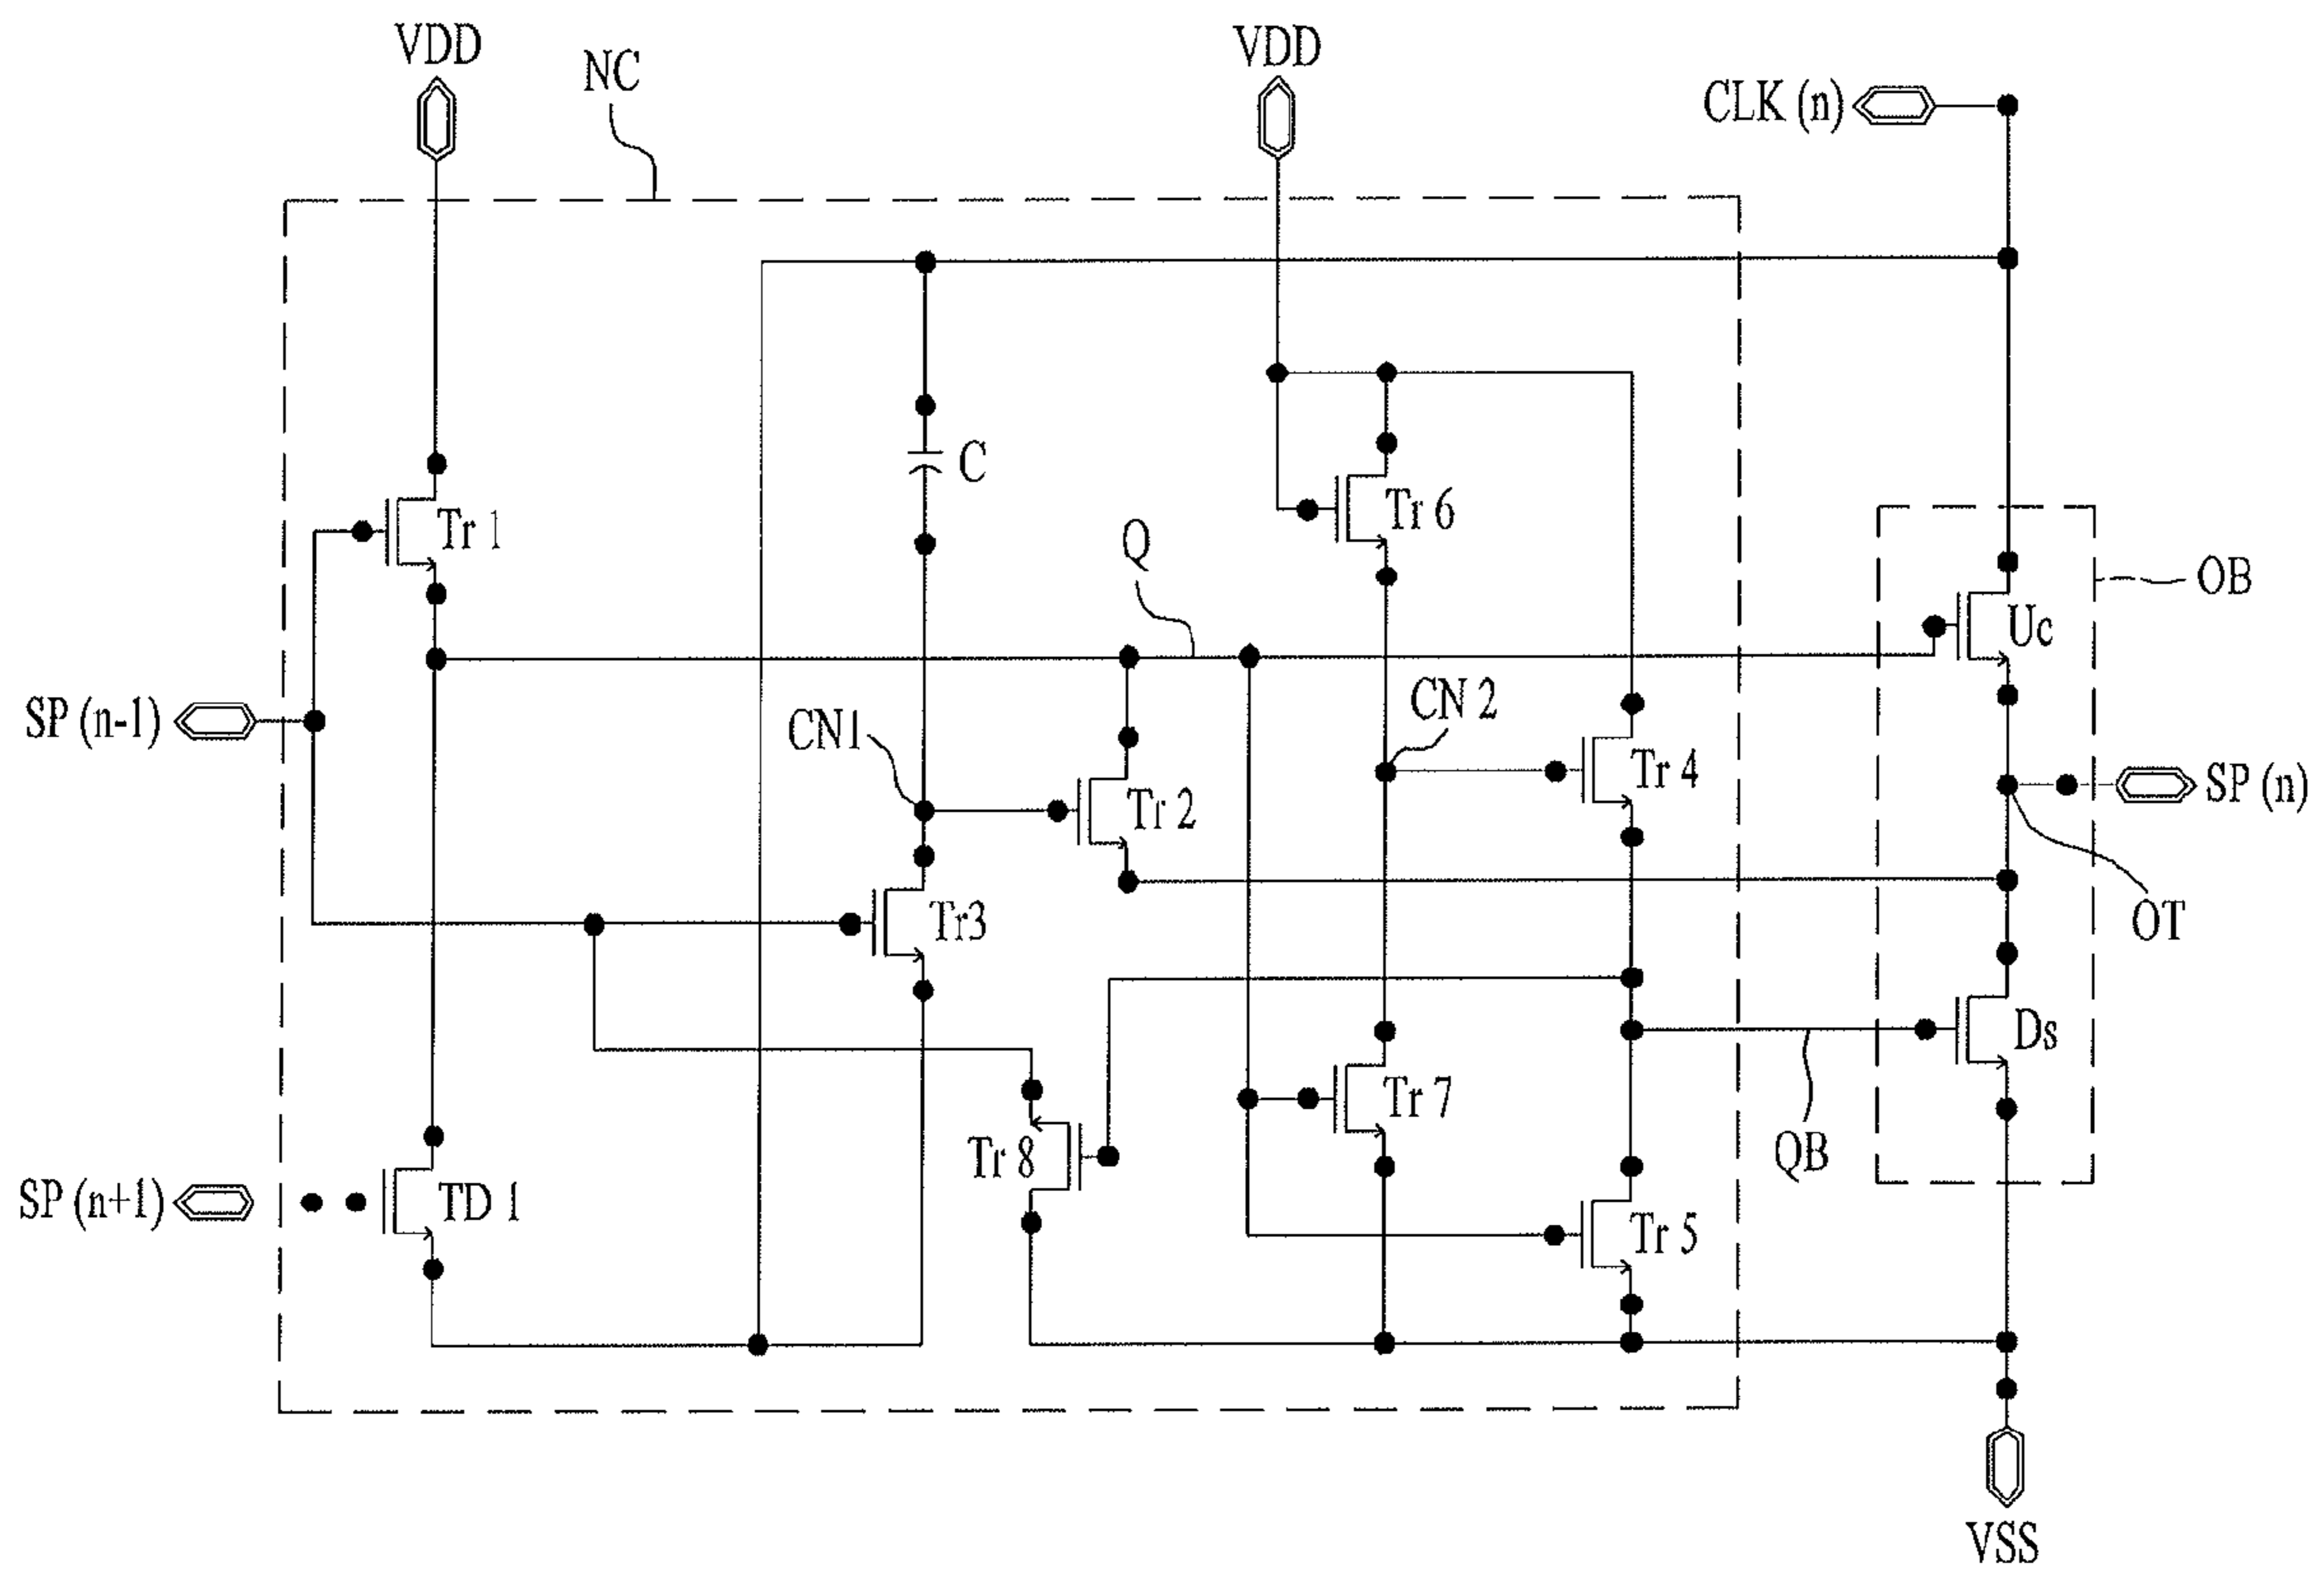 VDD
NC
VDD
CLK (n)
C
Tr 1
Tr 6
Q
OB
Uc
SP (n-1)
CN1
CN 2
Tr 4
SP (n)
Tr 2
Tr3
OT
Ds
Tr 7
Tr 8
QB
SP (n+1)
TD 1
Tr 5
VSS